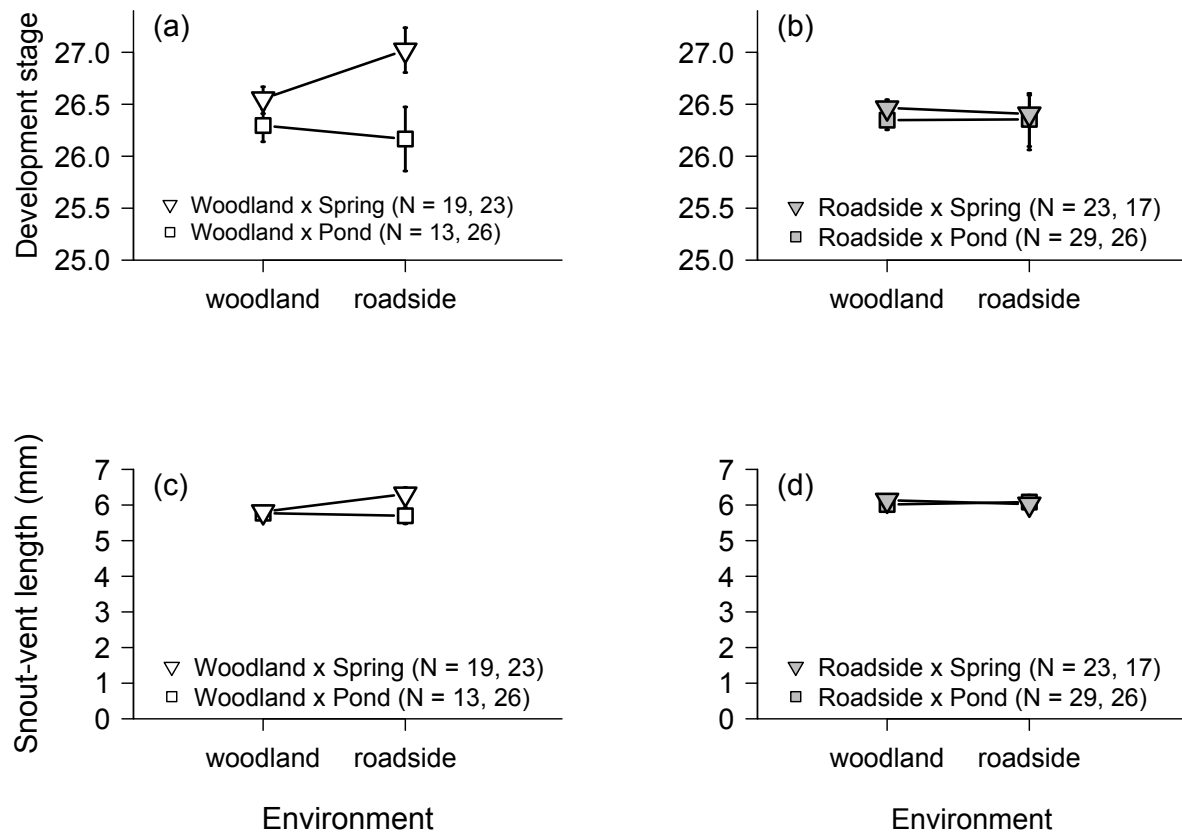 Development stage
(a)
27.0
26.5
26.0
25.5
25.0
Woodland x Spring (N = 19, 23)
Woodland x Pond (N = 13, 26)
woodland roadside
(b)
27.0
26.5
26.0
25.5
25.0
Roadside x Spring (N = 23, 17)
Roadside x Pond (N = 29, 26)
woodland roadside
Snout-vent length (mm)
(c)
7
6
5
4
3
2
1
0
Woodland x Spring (N = 19, 23)
Woodland x Pond (N = 13, 26)
woodland roadside
Environment
(d)
7
6
5
4
3
2
1
0
Roadside x Spring (N = 23, 17)
Roadside x Pond (N = 29, 26)
woodland roadside
Environment